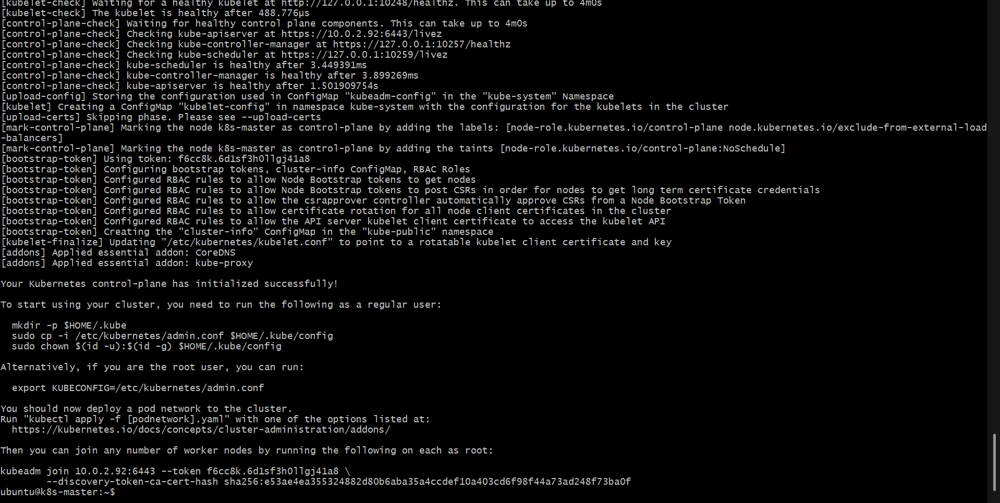 [kubelet-check] Waiting for a healthy kubelet at http://127.0.0.1:10248/healthz. This can take up to 4m0s
[kubelet-check] The kubelet is healthy after 488.776µs
[control-plane-check] Waiting for healthy control plane components. This can take up to 4m0s
[control-plane-check] Checking kube-apiserver at https://10.0.2.92:6443/livez
[control-plane-check] Checking kube-controller-manager at https://127.0.0.1:10257/healthz
[control-plane-check] Checking kube-scheduler at https://127.0.0.1:10259/livez
[control-plane-check] kube-scheduler is healthy after 3.449391ms
[control-plane-check] kube-controller-manager is healthy after 3.899269ms
[control-plane-check] kube-apiserver is healthy after 1.501909754s
[upload-config] Storing the configuration used in ConfigMap "kubeadm-config" in the "kube-system" Namespace
[kubelet] Creating a ConfigMap "kubelet-config" in namespace kube-system with the configuration for the kubelets in the cluster
[upload-certs] Skipping phase. Please see --upload-certs
[mark-control-plane] Marking the node k8s-master as control-plane by adding the labels: [node-role.kubernetes.io/control-plane node.kubernetes.io/exclude-from-external-load
-balancers]
[mark-control-plane] Marking the node k8s-master as control-plane by adding the taints [node-role.kubernetes.io/control-plane:NoSchedule]
[bootstrap-token] Using token: f6cc8k.6d1sf3h0llgj41a8
[bootstrap-token] Configuring bootstrap tokens, cluster-info ConfigMap, RBAC Roles
[bootstrap-token] Configured RBAC rules to allow Node Bootstrap tokens to get nodes
[bootstrap-token] Configured RBAC rules to allow Node Bootstrap tokens to post CSRs in order for nodes to get long term certificate credentials
[bootstrap-token] Configured RBAC rules to allow the csrapprover controller automatically approve CSRs from a Node Bootstrap Token
[bootstrap-token] Configured RBAC rules to allow certificate rotation for all node client certificates in the cluster
[bootstrap-token] Configured RBAC rules to allow the API server kubelet client certificate to access the kubelet API
[bootstrap-token] Creating the "cluster-info" ConfigMap in the "kube-public" namespace
[kubelet-finalize] Updating "/etc/kubernetes/kubelet.conf" to point to a rotatable kubelet client certificate and key
[addons] Applied essential addon: CoreDNS
[addons] Applied essential addon: kube-proxy

Your Kubernetes control-plane has initialized successfully!

To start using your cluster, you need to run the following as a regular user:

  mkdir -p $HOME/.kube
  sudo cp -i /etc/kubernetes/admin.conf $HOME/.kube/config
  sudo chown $(id -u):$(id -g) $HOME/.kube/config

Alternatively, if you are the root user, you can run:

  export KUBECONFIG=/etc/kubernetes/admin.conf

You should now deploy a pod network to the cluster.
Run "kubectl apply -f [podnetwork].yaml" with one of the options listed at:
  https://kubernetes.io/docs/concepts/cluster-administration/addons/

Then you can join any number of worker nodes by running the following on each as root:

kubeadm join 10.0.2.92:6443 --token f6cc8k.6d1sf3h0llgj41a8 \
        --discovery-token-ca-cert-hash sha256:e53ae4ea355324882d80b6aba35a4ccdef10a403cd6f98f44a73ad248f73ba0f
ubuntu@k8s-master:~$